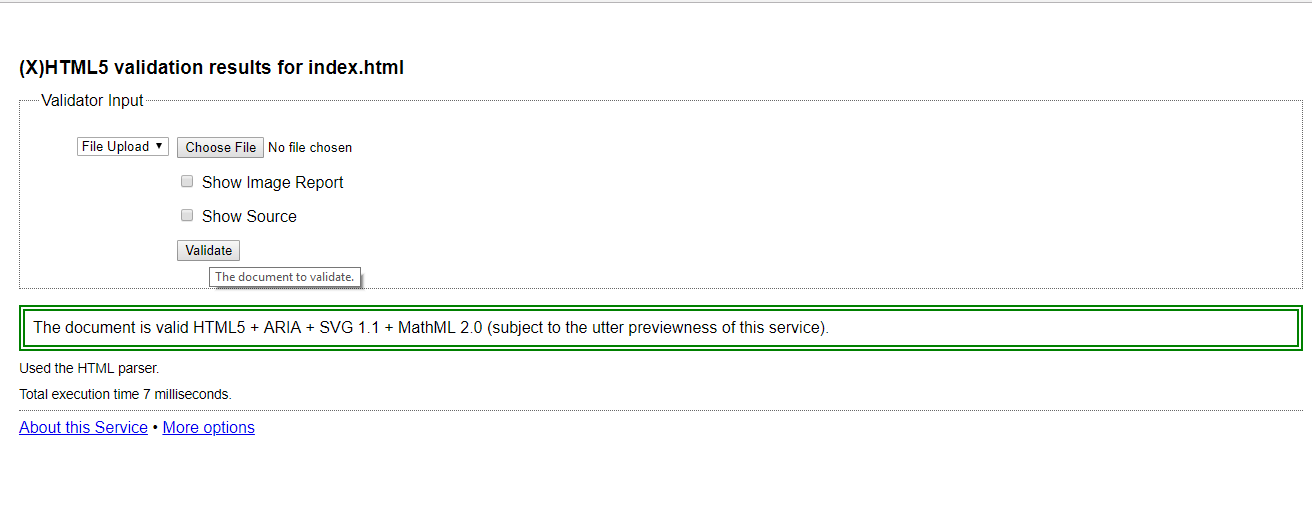 (X)HTML5 validation results for index.html
Validator Input
File Upload Choose File No file chosen
Show Image Report
Show Source
Validate
The document to validate.
The document is valid HTML5 + ARIA + SVG 1.1 + MathML 2.0 (subject to the utter previewness of this service).
Used the HTML parser.
Total execution time 7 milliseconds.
About this Service • More options